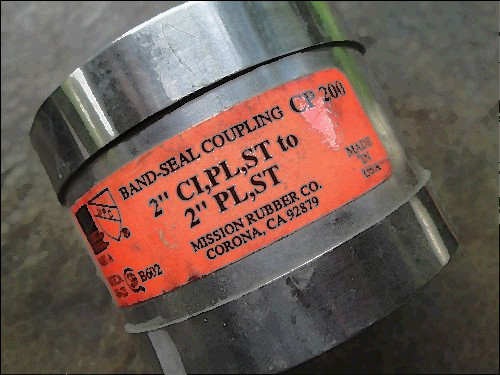 BAND-SEAL COUPLING CP 200
2" CI,PL,ST to
2" PL,ST
MISSION RUBBER CO.
CORONA, CA 92879
MADE
IN
USA
B602